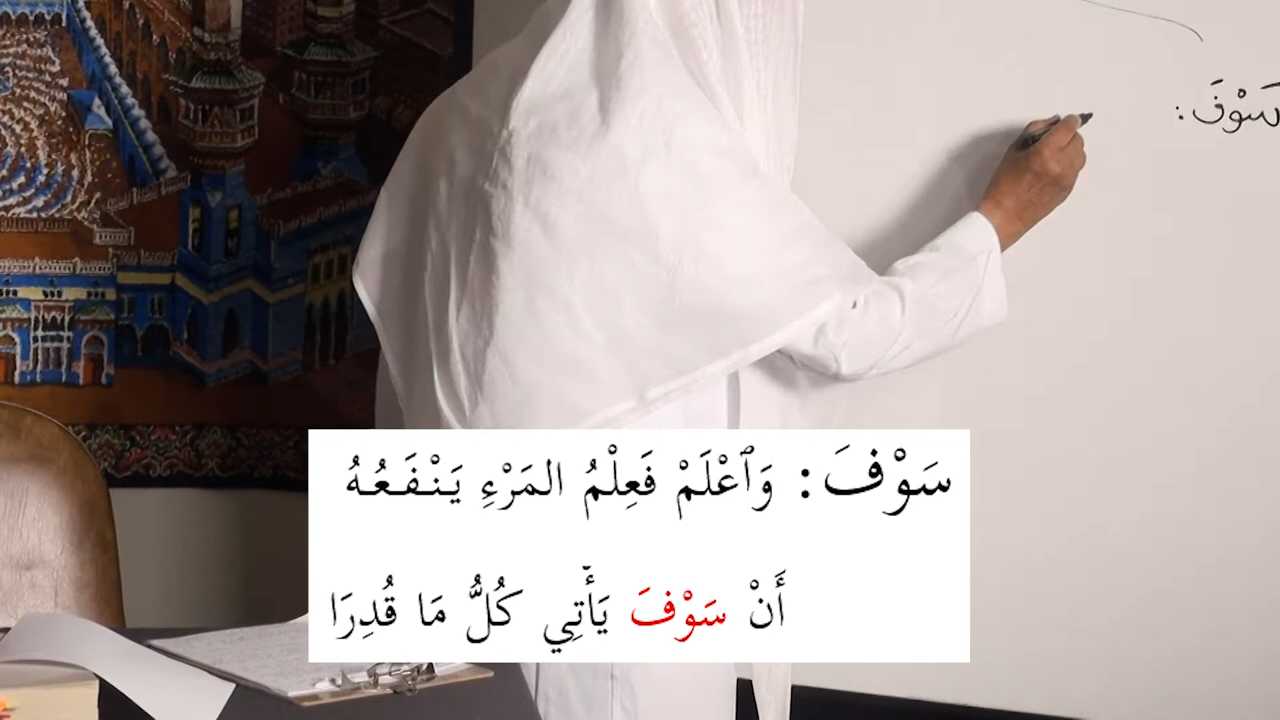 سَوْفَ:
سَوْفَ: وَٱعْلَمْ فَعِلْمُ المَرْءِ يَنْفَعُهُ
أَنْ سَوْفَ يَأْتِي كُلُّ مَا قُدِرَا